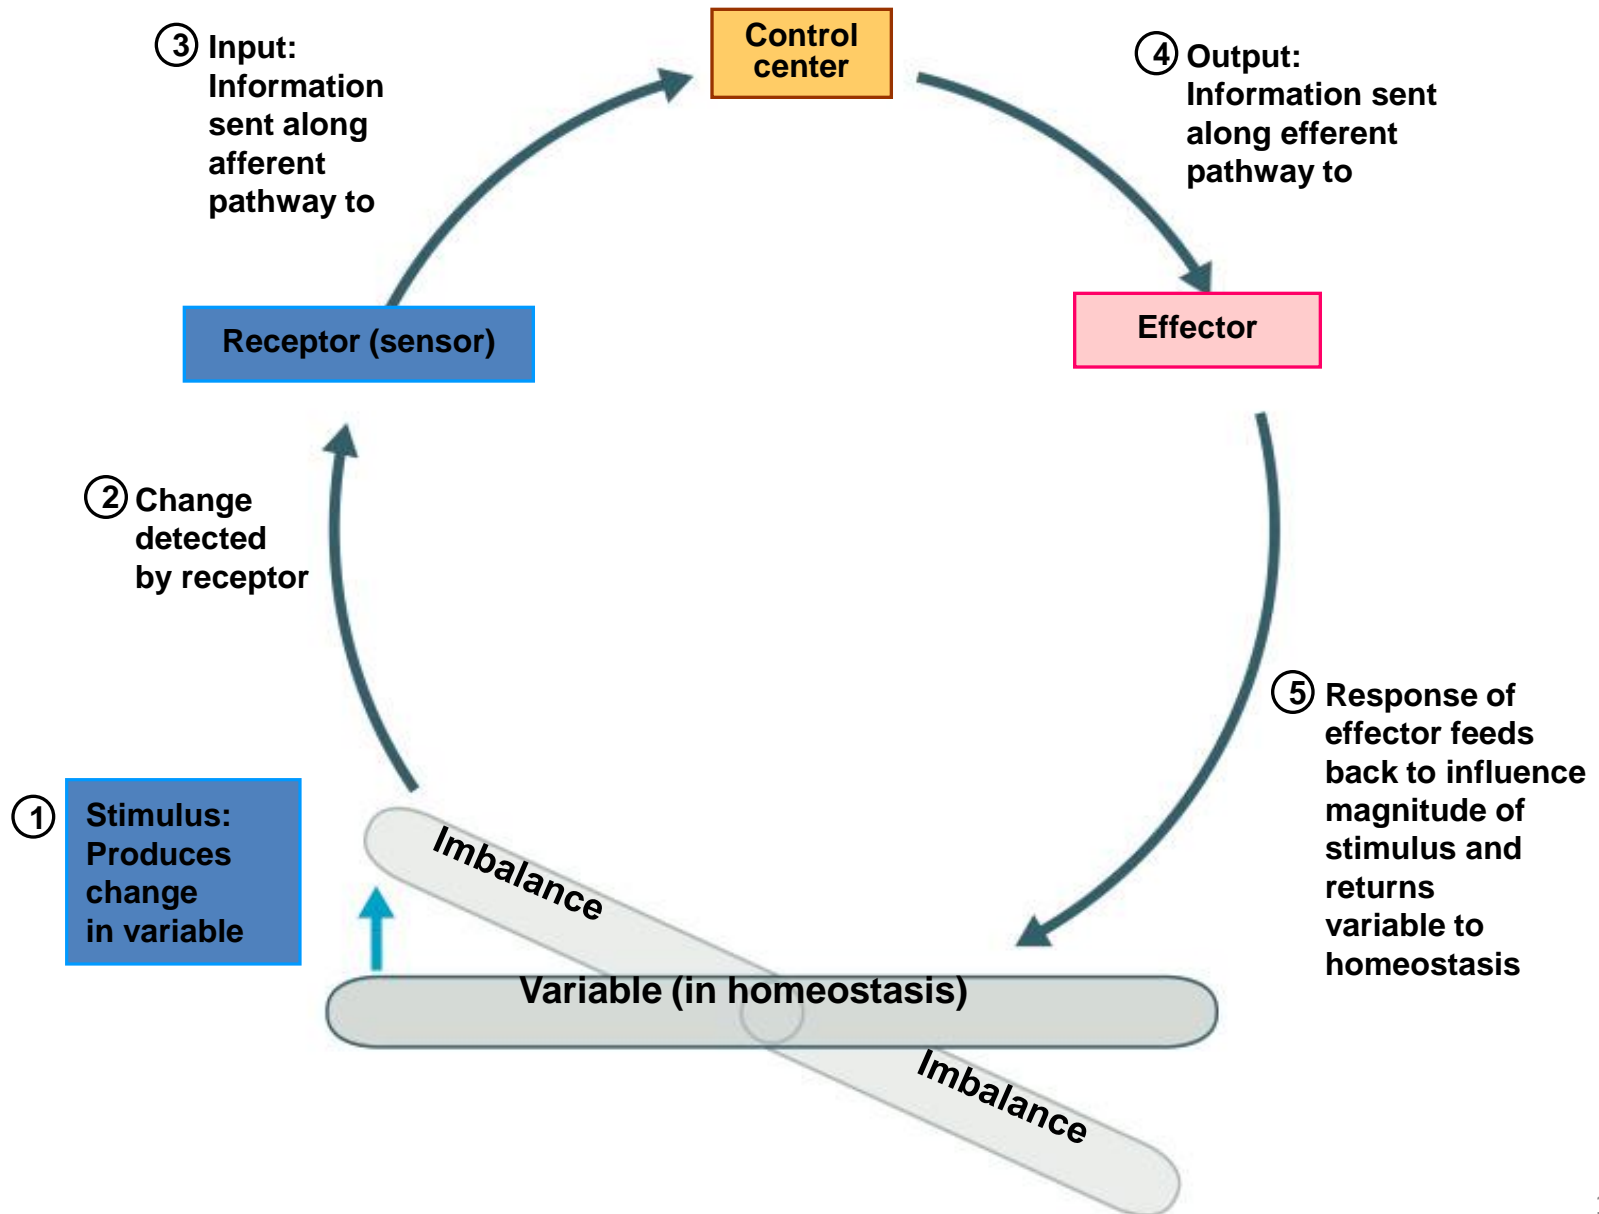 Control
center
3 Input:
Information
sent along
afferent
pathway to
4 Output:
Information sent
along efferent
pathway to
Receptor (sensor)
Effector
2 Change
detected
by receptor
5 Response of
effector feeds
back to influence
magnitude of
stimulus and
returns
variable to
homeostasis
1 Stimulus:
Produces
change
in variable
Imbalance
Variable (in homeostasis)
Imbalance